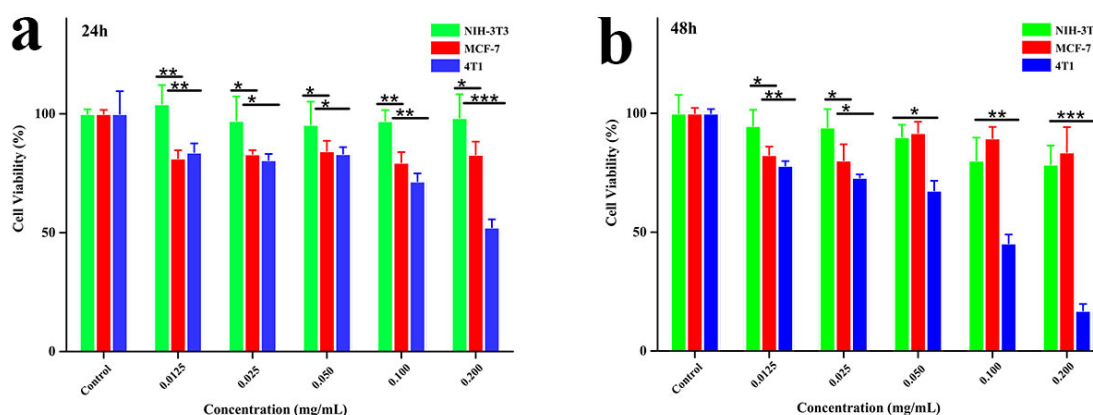 a
24h
NIH-3T3
MCF-7
4T1
** ** * * * * ** ** * ***
Cell Viability (%)
100
50
0
Control 0.0125 0.025 0.050 0.100 0.200
Concentration (mg/mL)
b
48h
NIH-3T
MCF-7
4T1
* ** * * * ** ***
Cell Viability (%)
100
50
0
Control 0.0125 0.025 0.050 0.100 0.200
Concentration (mg/mL)